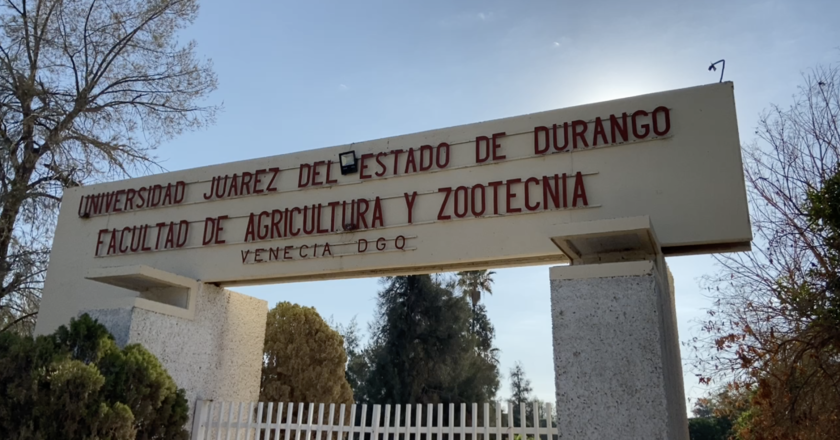 UNIVERSIDAD JUAREZ DEL ESTADO DE DURANGO
FACULTAD DE AGRICULTURA Y ZOOTECNIA
VENECIA DGO